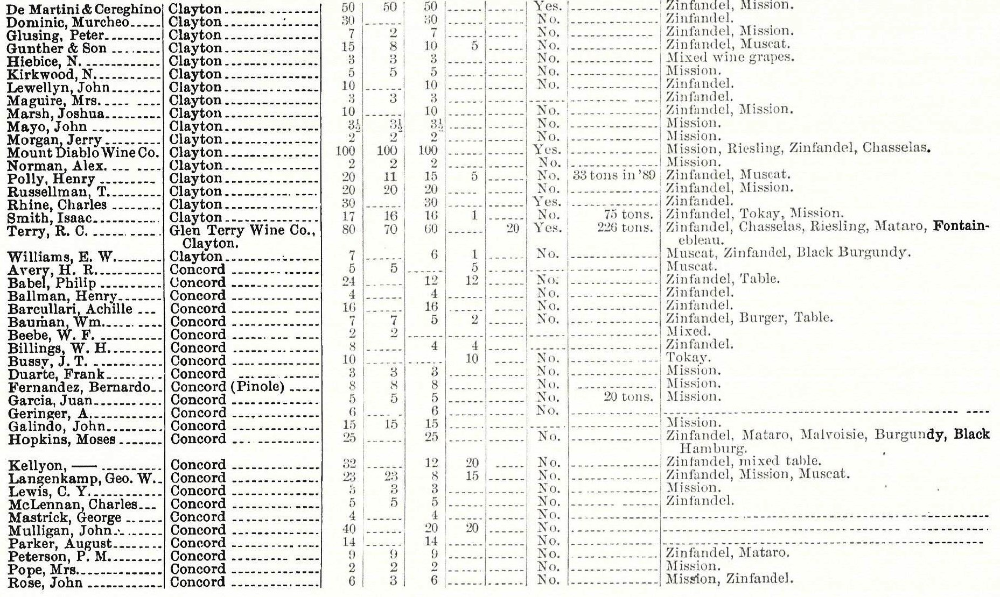 De Martini & Cereghino Clayton 50 50 50 Yes. Zinfandel, Mission.
Dominic, Murcheo Clayton 30 30 No. Zinfandel.
Glusing, Peter Clayton 7 2 7 No. Zinfandel, Mission.
Gunther & Son Clayton 15 8 10 5 No. Zinfandel, Muscat.
Hiebice, N. Clayton 3 3 3 No. Mixed wine grapes.
Kirkwood, N. Clayton 5 5 5 No. Mission.
Lewellyn, John Clayton 10 10 No. Zinfandel.
Maguire, Mrs. Clayton 3 3 3 Zinfandel.
Marsh, Joshua Clayton 10 10 No. Zinfandel, Mission.
Mayo, John Clayton 3½ 3½ 3½ No. Mission.
Morgan, Jerry Clayton 2 2 2 No. Mission.
Mount Diablo Wine Co. Clayton 100 100 100 Yes. Mission, Riesling, Zinfandel, Chasselas.
Norman, Alex. Clayton 2 2 2 No. Mission.
Polly, Henry Clayton 20 11 15 5 No. 33 tons in '89 Zinfandel, Muscat.
Russellman, T. Clayton 20 20 20 No. Zinfandel, Mission.
Rhine, Charles Clayton 30 30 Yes. Zinfandel.
Smith, Isaac Clayton 17 16 16 1 No. 75 tons. Zinfandel, Tokay, Mission.
Terry, R. C. Glen Terry Wine Co., 80 70 60 20 Yes. 226 tons. Zinfandel, Chasselas, Riesling, Mataro, Fontain-
Clayton. ebleau.
Williams, E. W. Clayton 7 6 1 No. Muscat, Zinfandel, Black Burgundy.
Avery, H. R. Concord 5 5 5 Muscat.
Babel, Philip Concord 24 12 12 No. Zinfandel, Table.
Ballman, Henry Concord 4 4 No. Zinfandel.
Barcullari, Achille Concord 16 16 No. Zinfandel.
Bauman, Wm. Concord 7 7 5 2 No. Zinfandel, Burger, Table.
Beebe, W. F. Concord 2 2 Mixed.
Billings, W. H. Concord 8 4 4 Zinfandel.
Bussy, J. T. Concord 10 10 No. Tokay.
Duarte, Frank Concord 3 3 3 No. Mission.
Fernandez, Bernardo Concord (Pinole) 8 8 8 No. Mission.
Garcia, Juan Concord 5 5 5 No. 20 tons. Mission.
Geringer, A. Concord 6 6 No.
Galindo, John Concord 15 15 15 Mission.
Hopkins, Moses Concord 25 25 No. Zinfandel, Mataro, Malvoisie, Burgundy, Black
Hamburg.
Kellyon, — Concord 32 12 20 No. Zinfandel, mixed table.
Langenkamp, Geo. W. Concord 23 23 8 15 No. Zinfandel, Mission, Muscat.
Lewis, C. Y. Concord 3 3 3 No. Mission.
McLennan, Charles Concord 5 5 5 No. Zinfandel.
Mastrick, George Concord 4 4 No.
Mulligan, John Concord 40 20 20 No.
Parker, August Concord 14 14 No.
Peterson, P. M. Concord 9 9 9 No. Zinfandel, Mataro.
Pope, Mrs. Concord 2 2 2 No. Mission.
Rose, John Concord 6 3 6 No. Mission, Zinfandel.